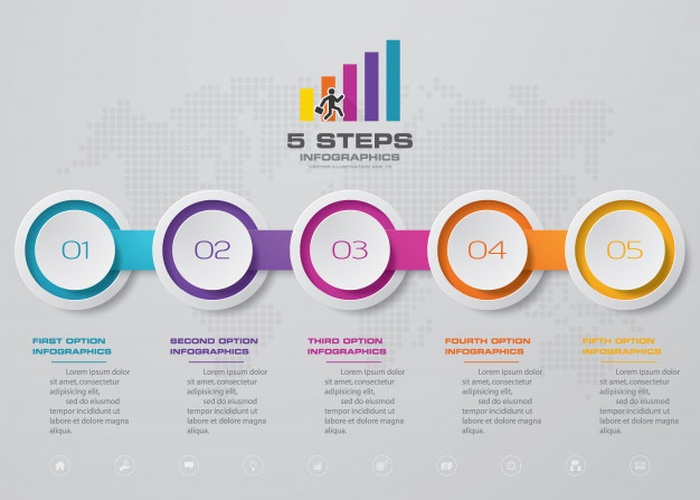 5 STEPS
INFOGRAPHICS
VECTOR ILLUSTRATION EPS 10
01 02 03 04 05
FIRST OPTION
INFOGRAPHICS
Lorem ipsum dolor
sit amet, consectetur
adipisicing elit,
sed do eiusmod
tempor incididunt ut
labore et dolore magna
aliqua.
SECOND OPTION
INFOGRAPHICS
Lorem ipsum dolor
sit amet, consectetur
adipisicing elit,
sed do eiusmod
tempor incididunt ut
labore et dolore magna
aliqua.
THIRD OPTION
INFOGRAPHICS
Lorem ipsum dolor
sit amet, consectetur
adipisicing elit,
sed do eiusmod
tempor incididunt ut
labore et dolore magna
aliqua.
FOURTH OPTION
INFOGRAPHICS
Lorem ipsum dolor
sit amet, consectetur
adipisicing elit,
sed do eiusmod
tempor incididunt ut
labore et dolore magna
aliqua.
FIFTH OPTION
INFOGRAPHICS
Lorem ipsum dolor
sit amet, consectetur
adipisicing elit,
sed do eiusmod
tempor incididunt ut
labore et dolore magna
aliqua.